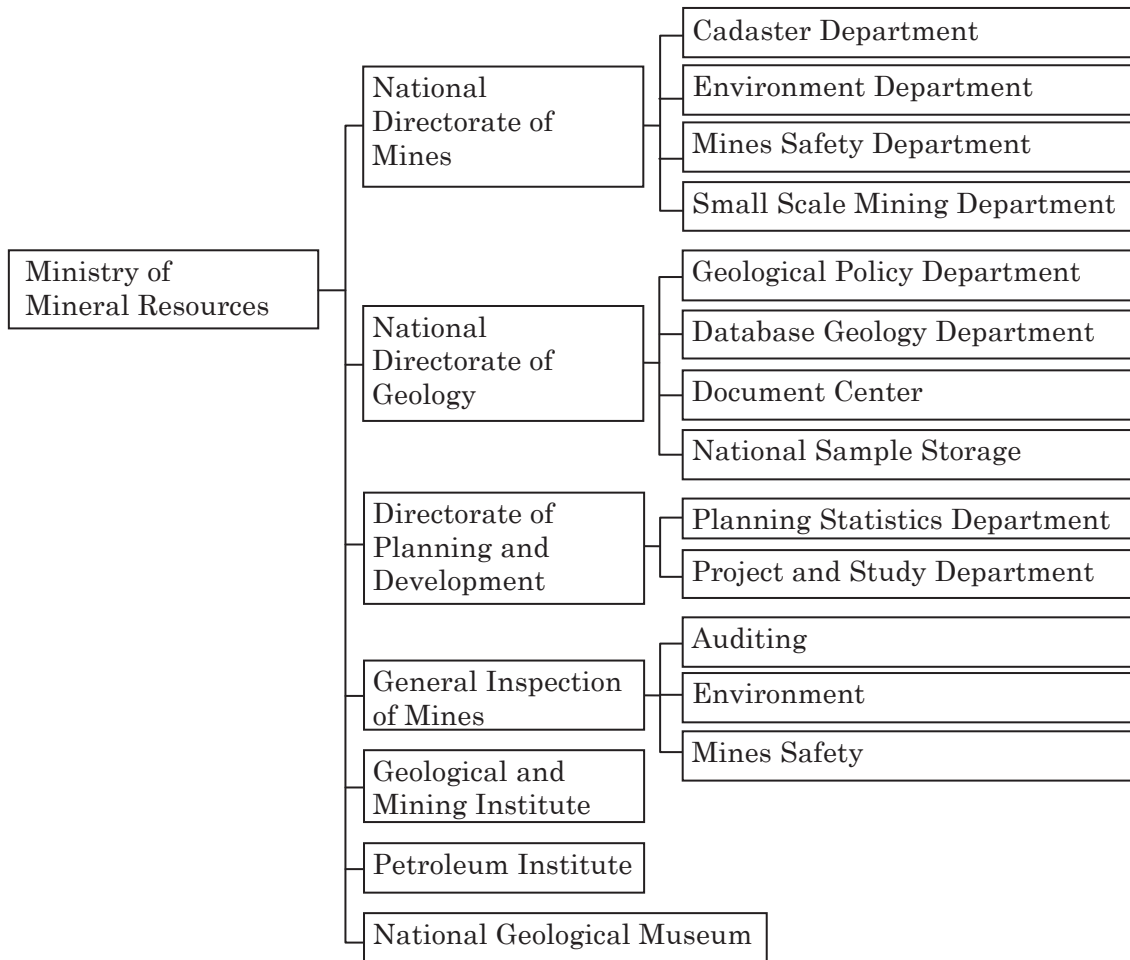 Ministry of
Mineral Resources
National
Directorate of
Mines
Cadaster Department
Environment Department
Mines Safety Department
Small Scale Mining Department
National
Directorate of
Geology
Geological Policy Department
Database Geology Department
Document Center
National Sample Storage
Directorate of
Planning and
Development
Planning Statistics Department
Project and Study Department
General Inspection
of Mines
Auditing
Environment
Mines Safety
Geological and
Mining Institute
Petroleum Institute
National Geological Museum